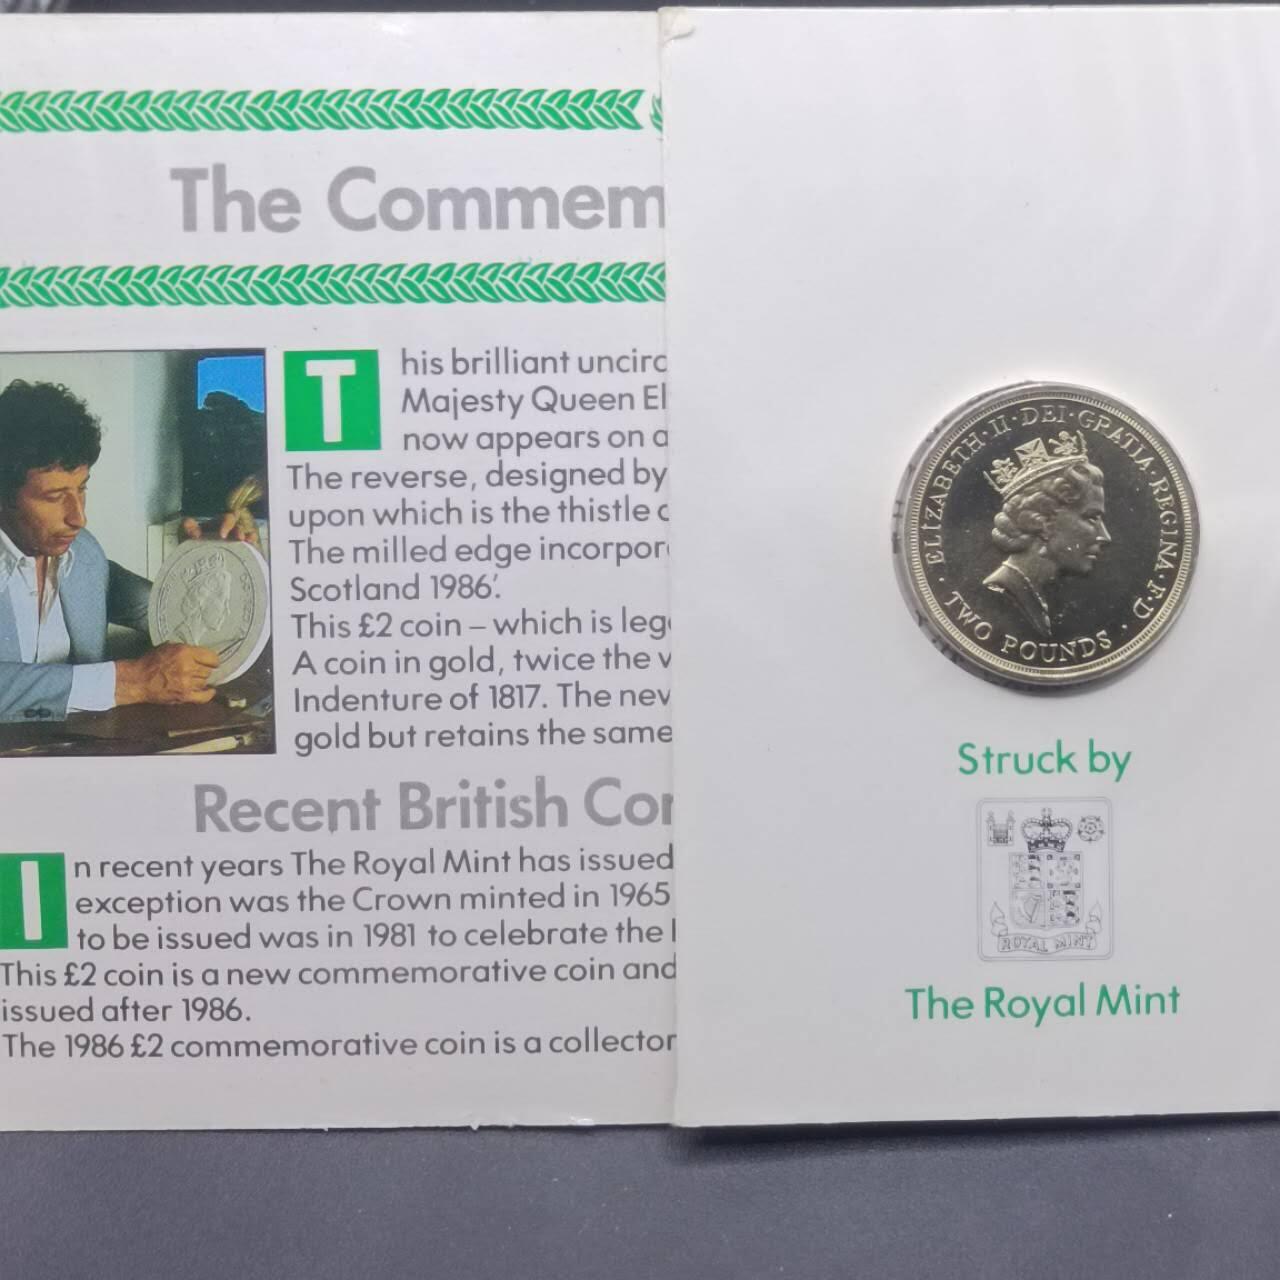 The Commem
This brilliant uncirc
Majesty Queen El
now appears on a
The reverse, designed by
upon which is the thistle o
The milled edge incorpor
Scotland 1986'.
This £2 coin – which is leg
A coin in gold, twice the v
Indenture of 1817. The new
gold but retains the same
Recent British Co
In recent years The Royal Mint has issued
exception was the Crown minted in 1965
to be issued was in 1981 to celebrate the
This £2 coin is a new commemorative coin and
issued after 1986.
The 1986 £2 commemorative coin is a collector
ELIZABETH·II·DEI·GRATIA·REGINA·F·D
TWO POUNDS
Struck by
ROYAL MINT
The Royal Mint